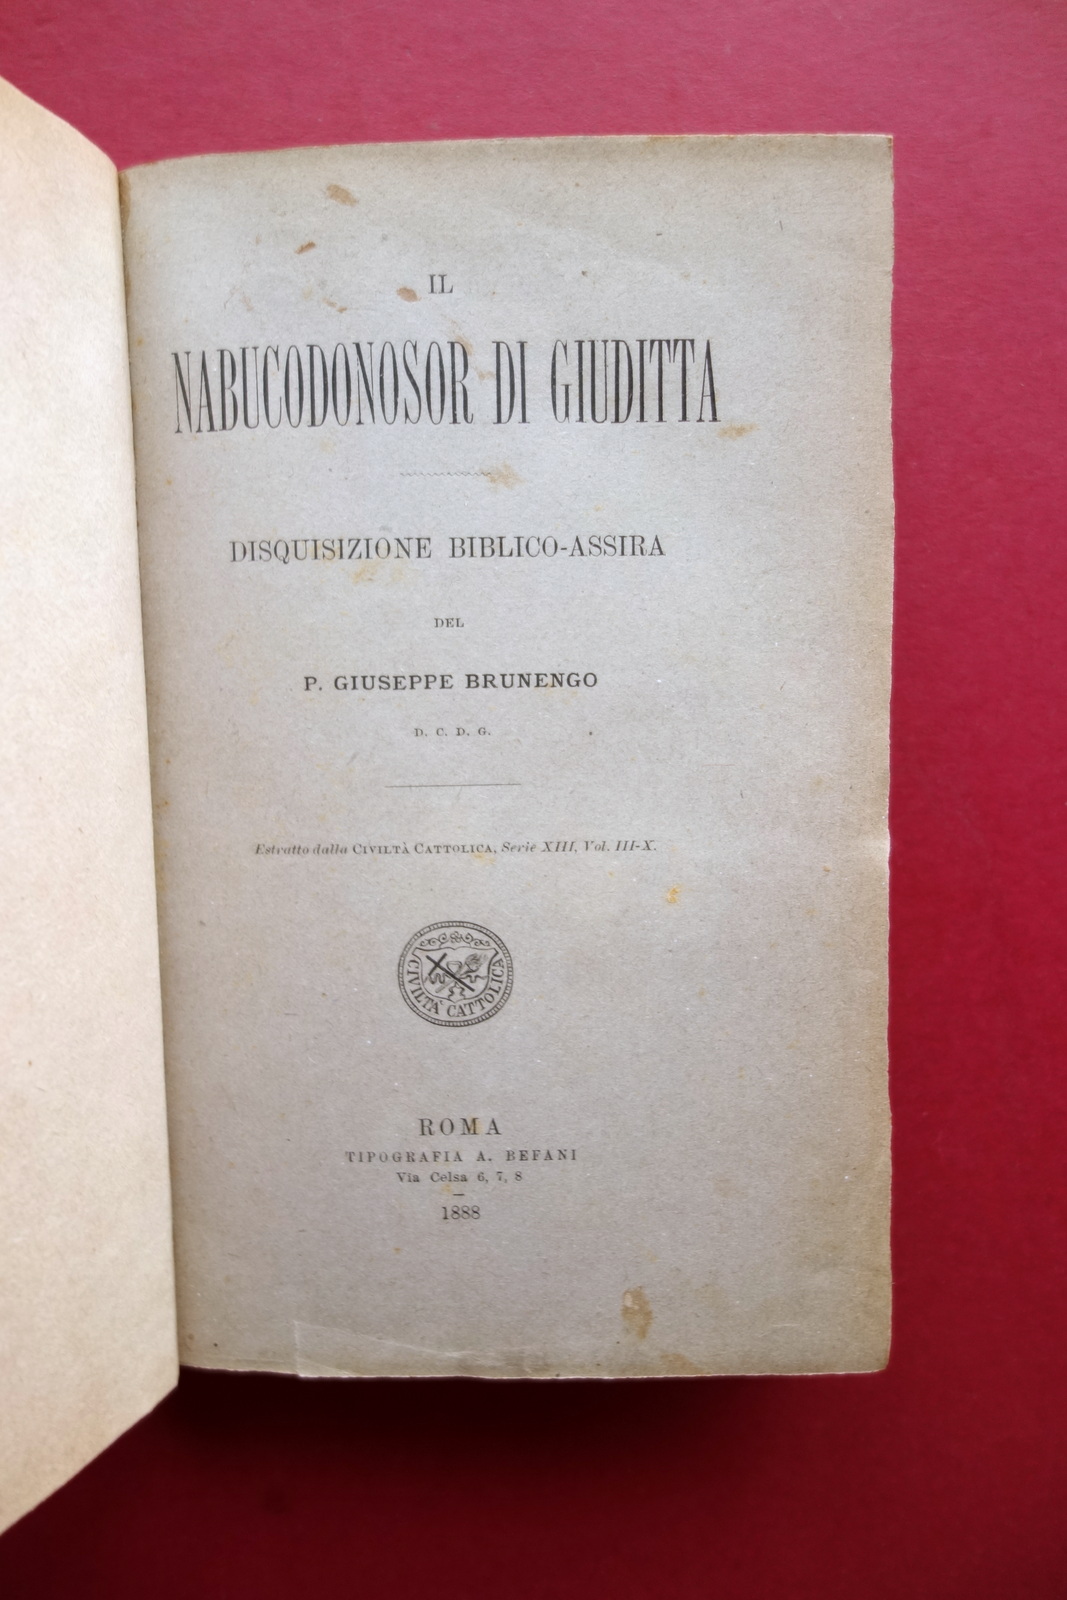 IL
NABUCODONOSOR DI GIUDITTA
DISQUISIZIONE BIBLICO-ASSIRA
DEL
P. GIUSEPPE BRUNENGO
D. C. D. G.
Estratto dalla CIVILTÀ CATTOLICA, Serie XIII, Vol. III-X.
CIVILTA' CATTOLICA
ROMA
TIPOGRAFIA A. BEFANI
Via Celsa 6, 7, 8
1888